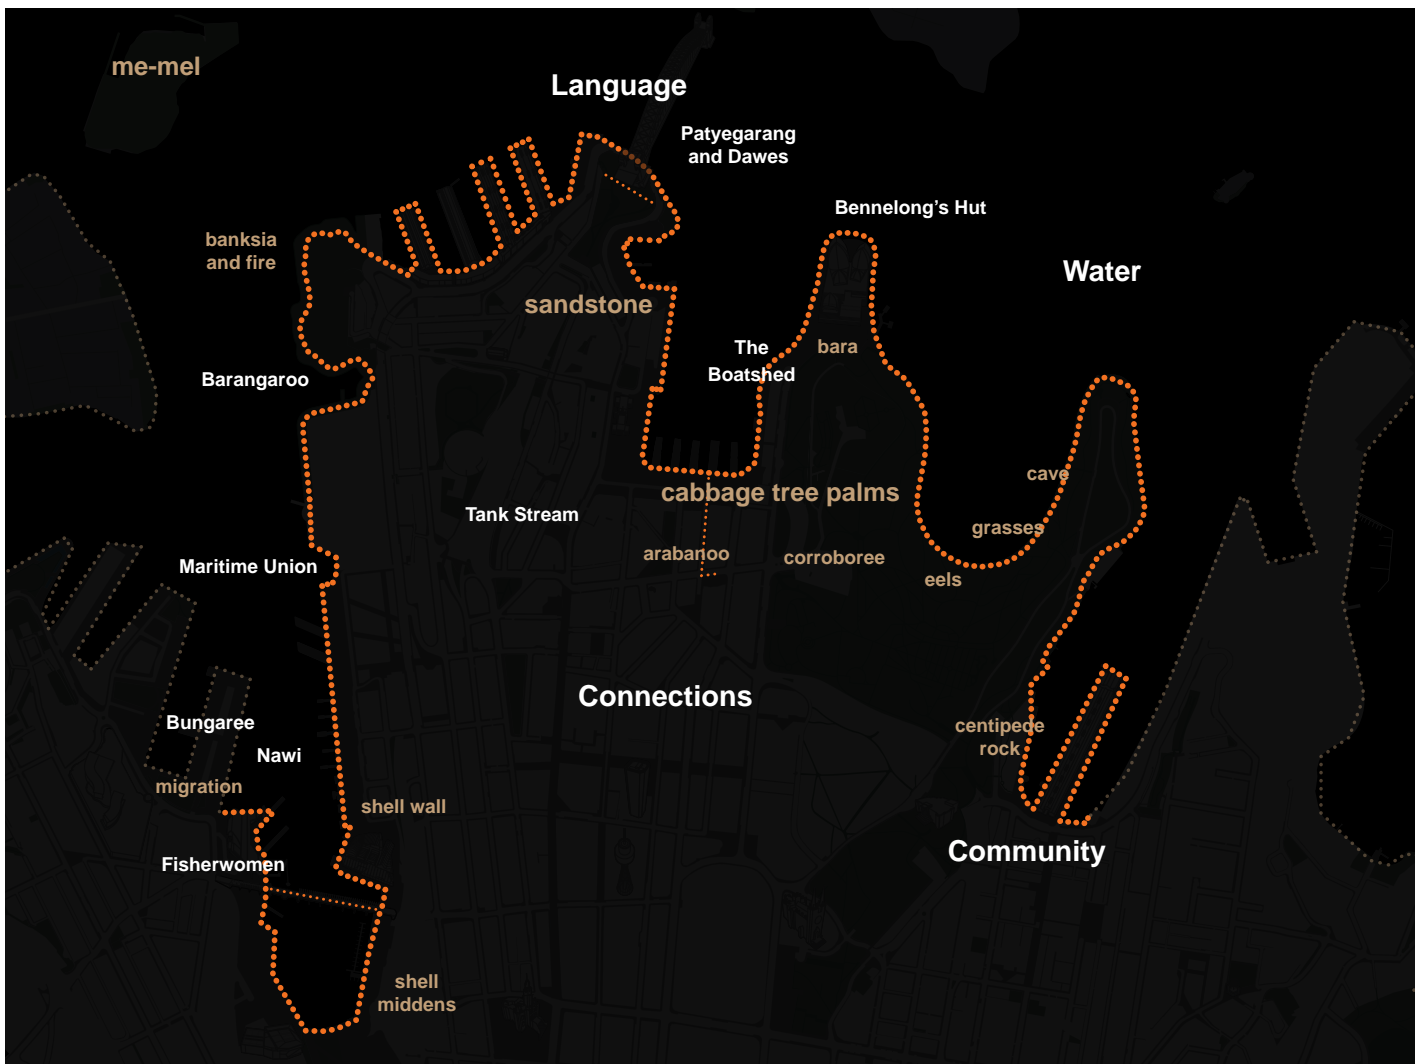 me-mel
Language
Patyegarang
and Dawes
Bennelong’s Hut
banksia
and fire
Water
sandstone
The
Boatshed
bara
Barangaroo
cave
cabbage tree palms
Tank Stream
grasses
arabanoo
corroboree
Maritime Union
eels
Connections
Bungaree
centipede
rock
Nawi
migration
shell wall
Community
Fisherwomen
shell
middens